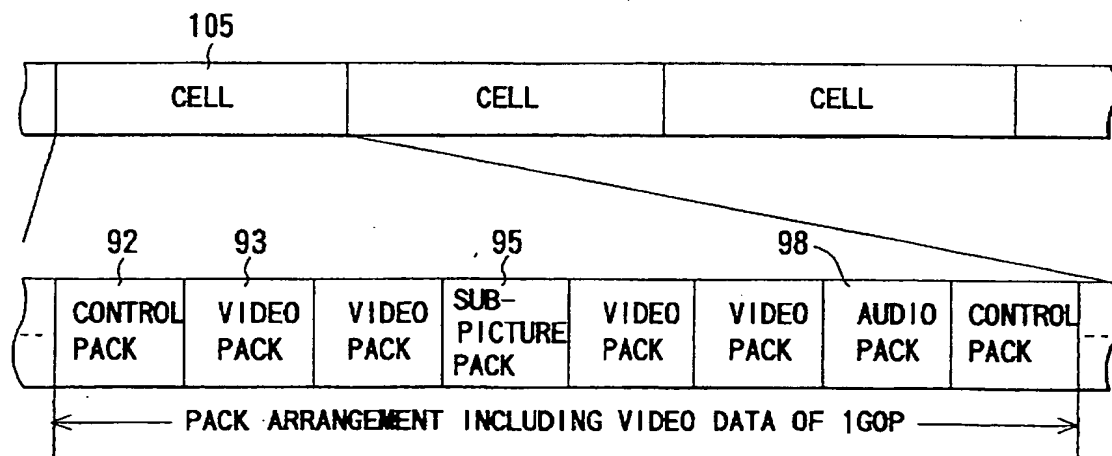 105
CELL CELL CELL
92 93 95 98
CONTROL PACK VIDEO PACK VIDEO PACK SUB-PICTURE PACK VIDEO PACK VIDEO PACK AUDIO PACK CONTROL PACK
PACK ARRANGEMENT INCLUDING VIDEO DATA OF 1GOP